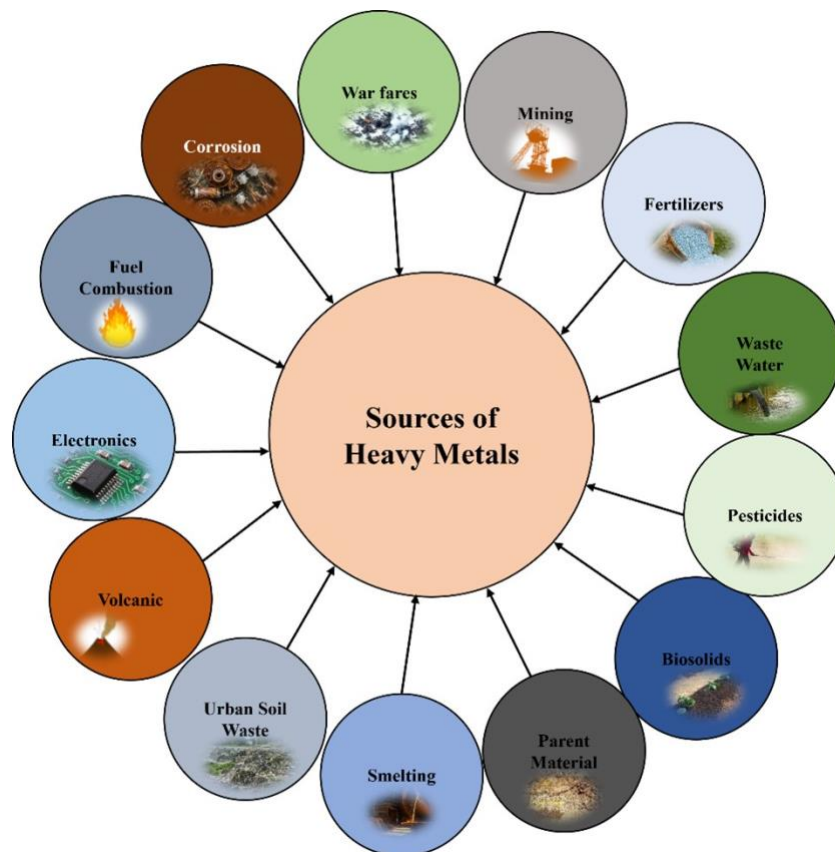 War fares
Mining
Fertilizers
Waste
Water
Pesticides
Biosolids
Parent
Material
Smelting
Urban Soil
Waste
Volcanic
Electronics
Fuel
Combustion
Corrosion
Sources of
Heavy Metals